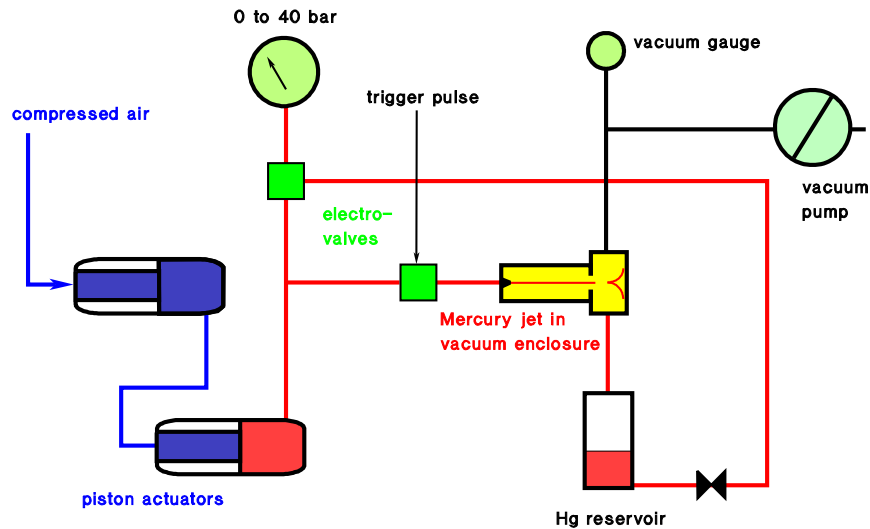 0 to 40 bar
vacuum gauge
trigger pulse
compressed air
vacuum
pump
electro-
valves
Mercury jet in
vacuum enclosure
piston actuators
Hg reservoir